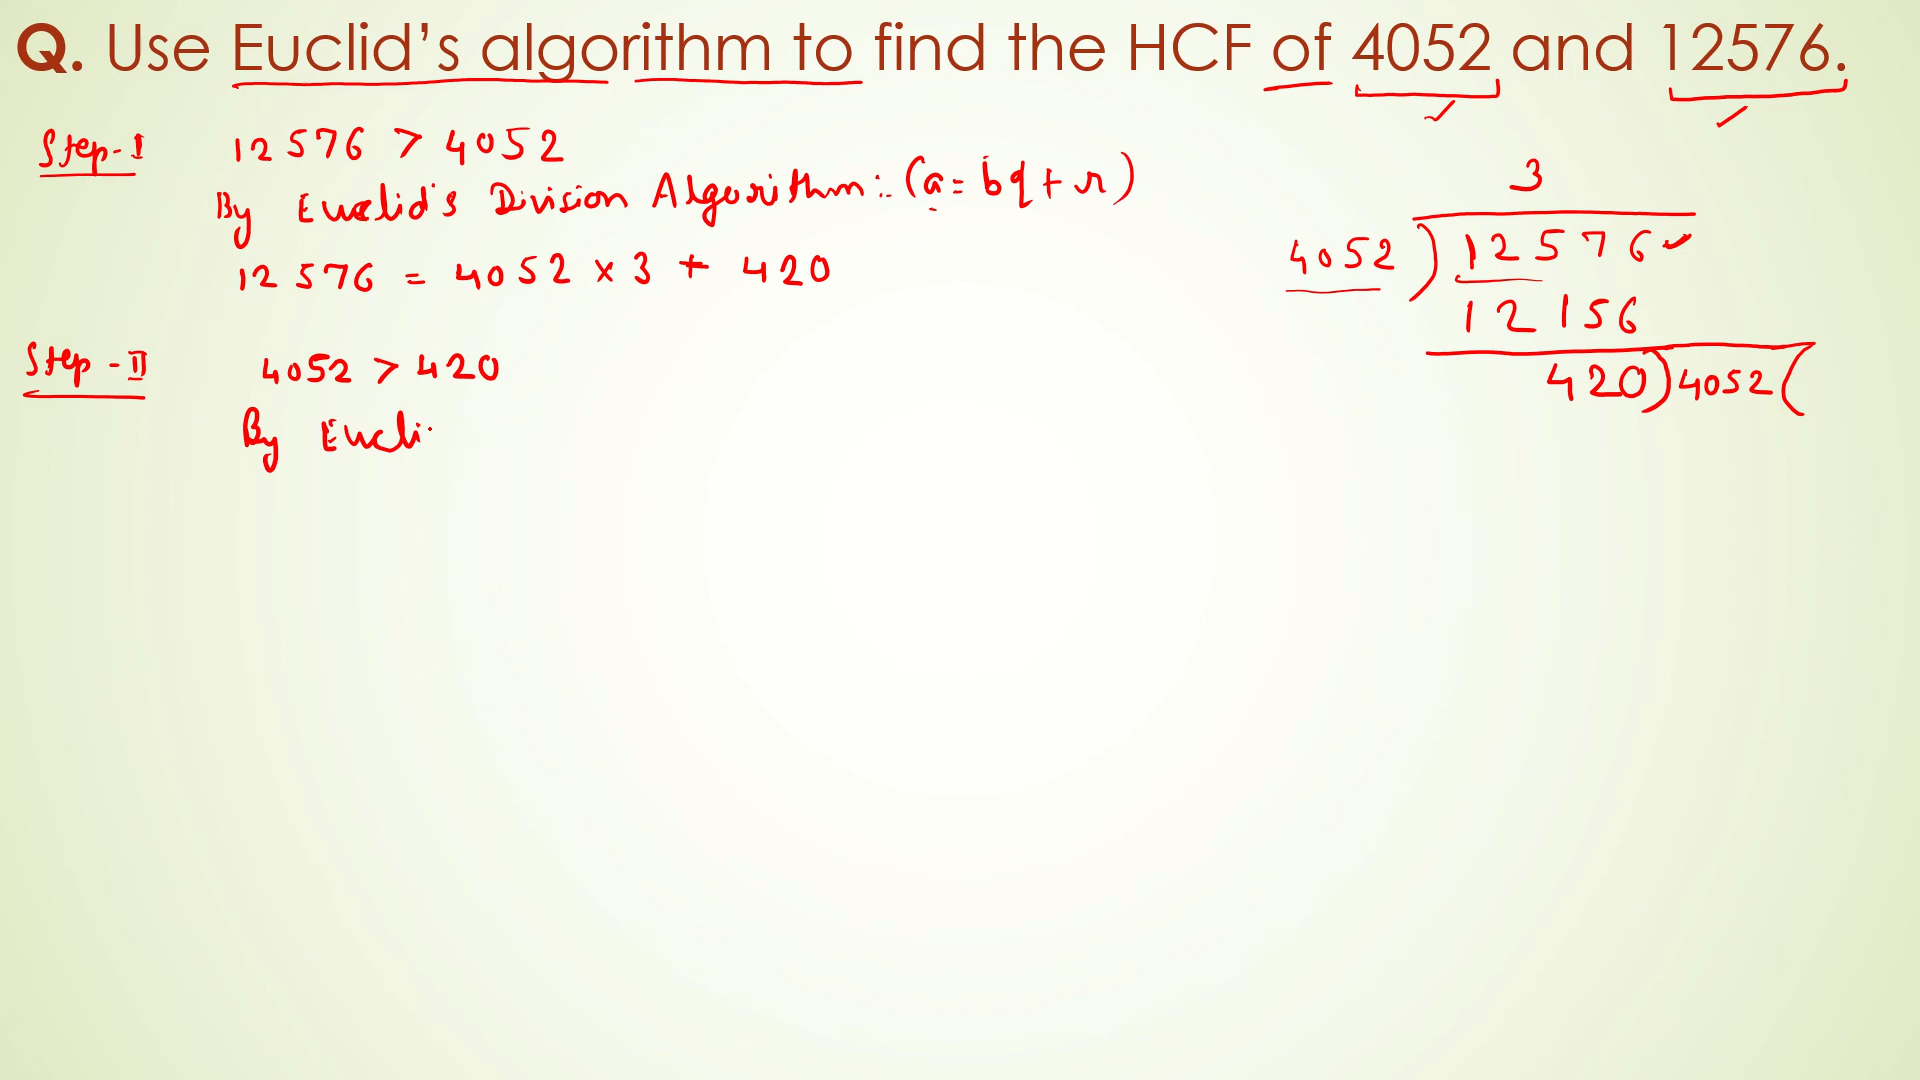 Q. Use Euclid’s algorithm to find the HCF of 4052 and 12576.
Step-I 12576 > 4052
By Euclid's Division Algorithm:- (a = bq + r)
12576 = 4052 × 3 + 420
Step-II 4052 > 420
By Eucli
3
4052 ) 12576
12156
420 ) 4052 (